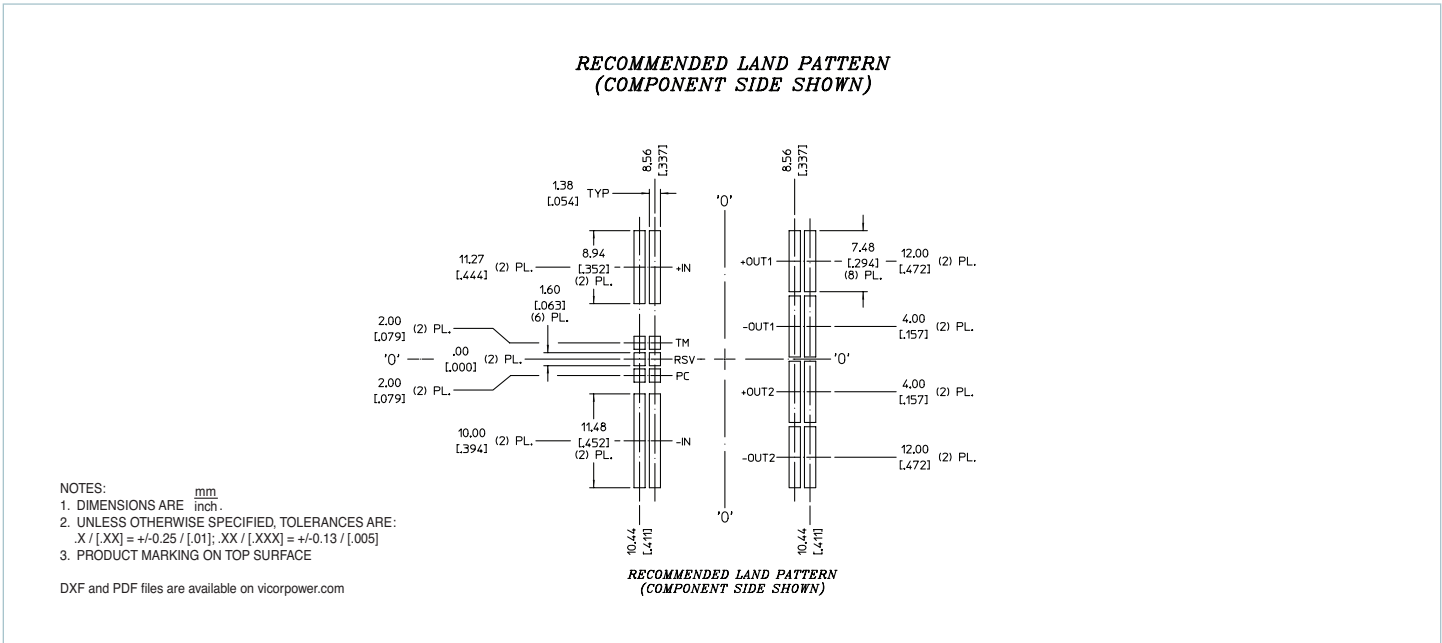 RECOMMENDED LAND PATTERN
(COMPONENT SIDE SHOWN)
8.56
[.337]
8.56
[.337]
1.38
[.054]
TYP
'0'
11.27
[.444]
(2) PL.
8.94
[.352]
(2) PL.
+IN
+OUT1
7.48
[.294]
(8) PL.
12.00
[.472]
(2) PL.
1.60
[.063]
(6) PL.
2.00
[.079]
(2) PL.
TM
-OUT1
4.00
[.157]
(2) PL.
'0'
.00
[.000]
(2) PL.
RSV
'0'
2.00
[.079]
(2) PL.
PC
+OUT2
4.00
[.157]
(2) PL.
10.00
[.394]
(2) PL.
11.48
[.452]
(2) PL.
-IN
-OUT2
12.00
[.472]
(2) PL.
'0'
10.44
[.411]
10.44
[.411]
RECOMMENDED LAND PATTERN
(COMPONENT SIDE SHOWN)
NOTES:
1. DIMENSIONS ARE mm
inch.
2. UNLESS OTHERWISE SPECIFIED, TOLERANCES ARE:
.X / [.XX] = +/-0.25 / [.01]; .XX / [.XXX] = +/-0.13 / [.005]
3. PRODUCT MARKING ON TOP SURFACE
DXF and PDF files are available on vicorpower.com